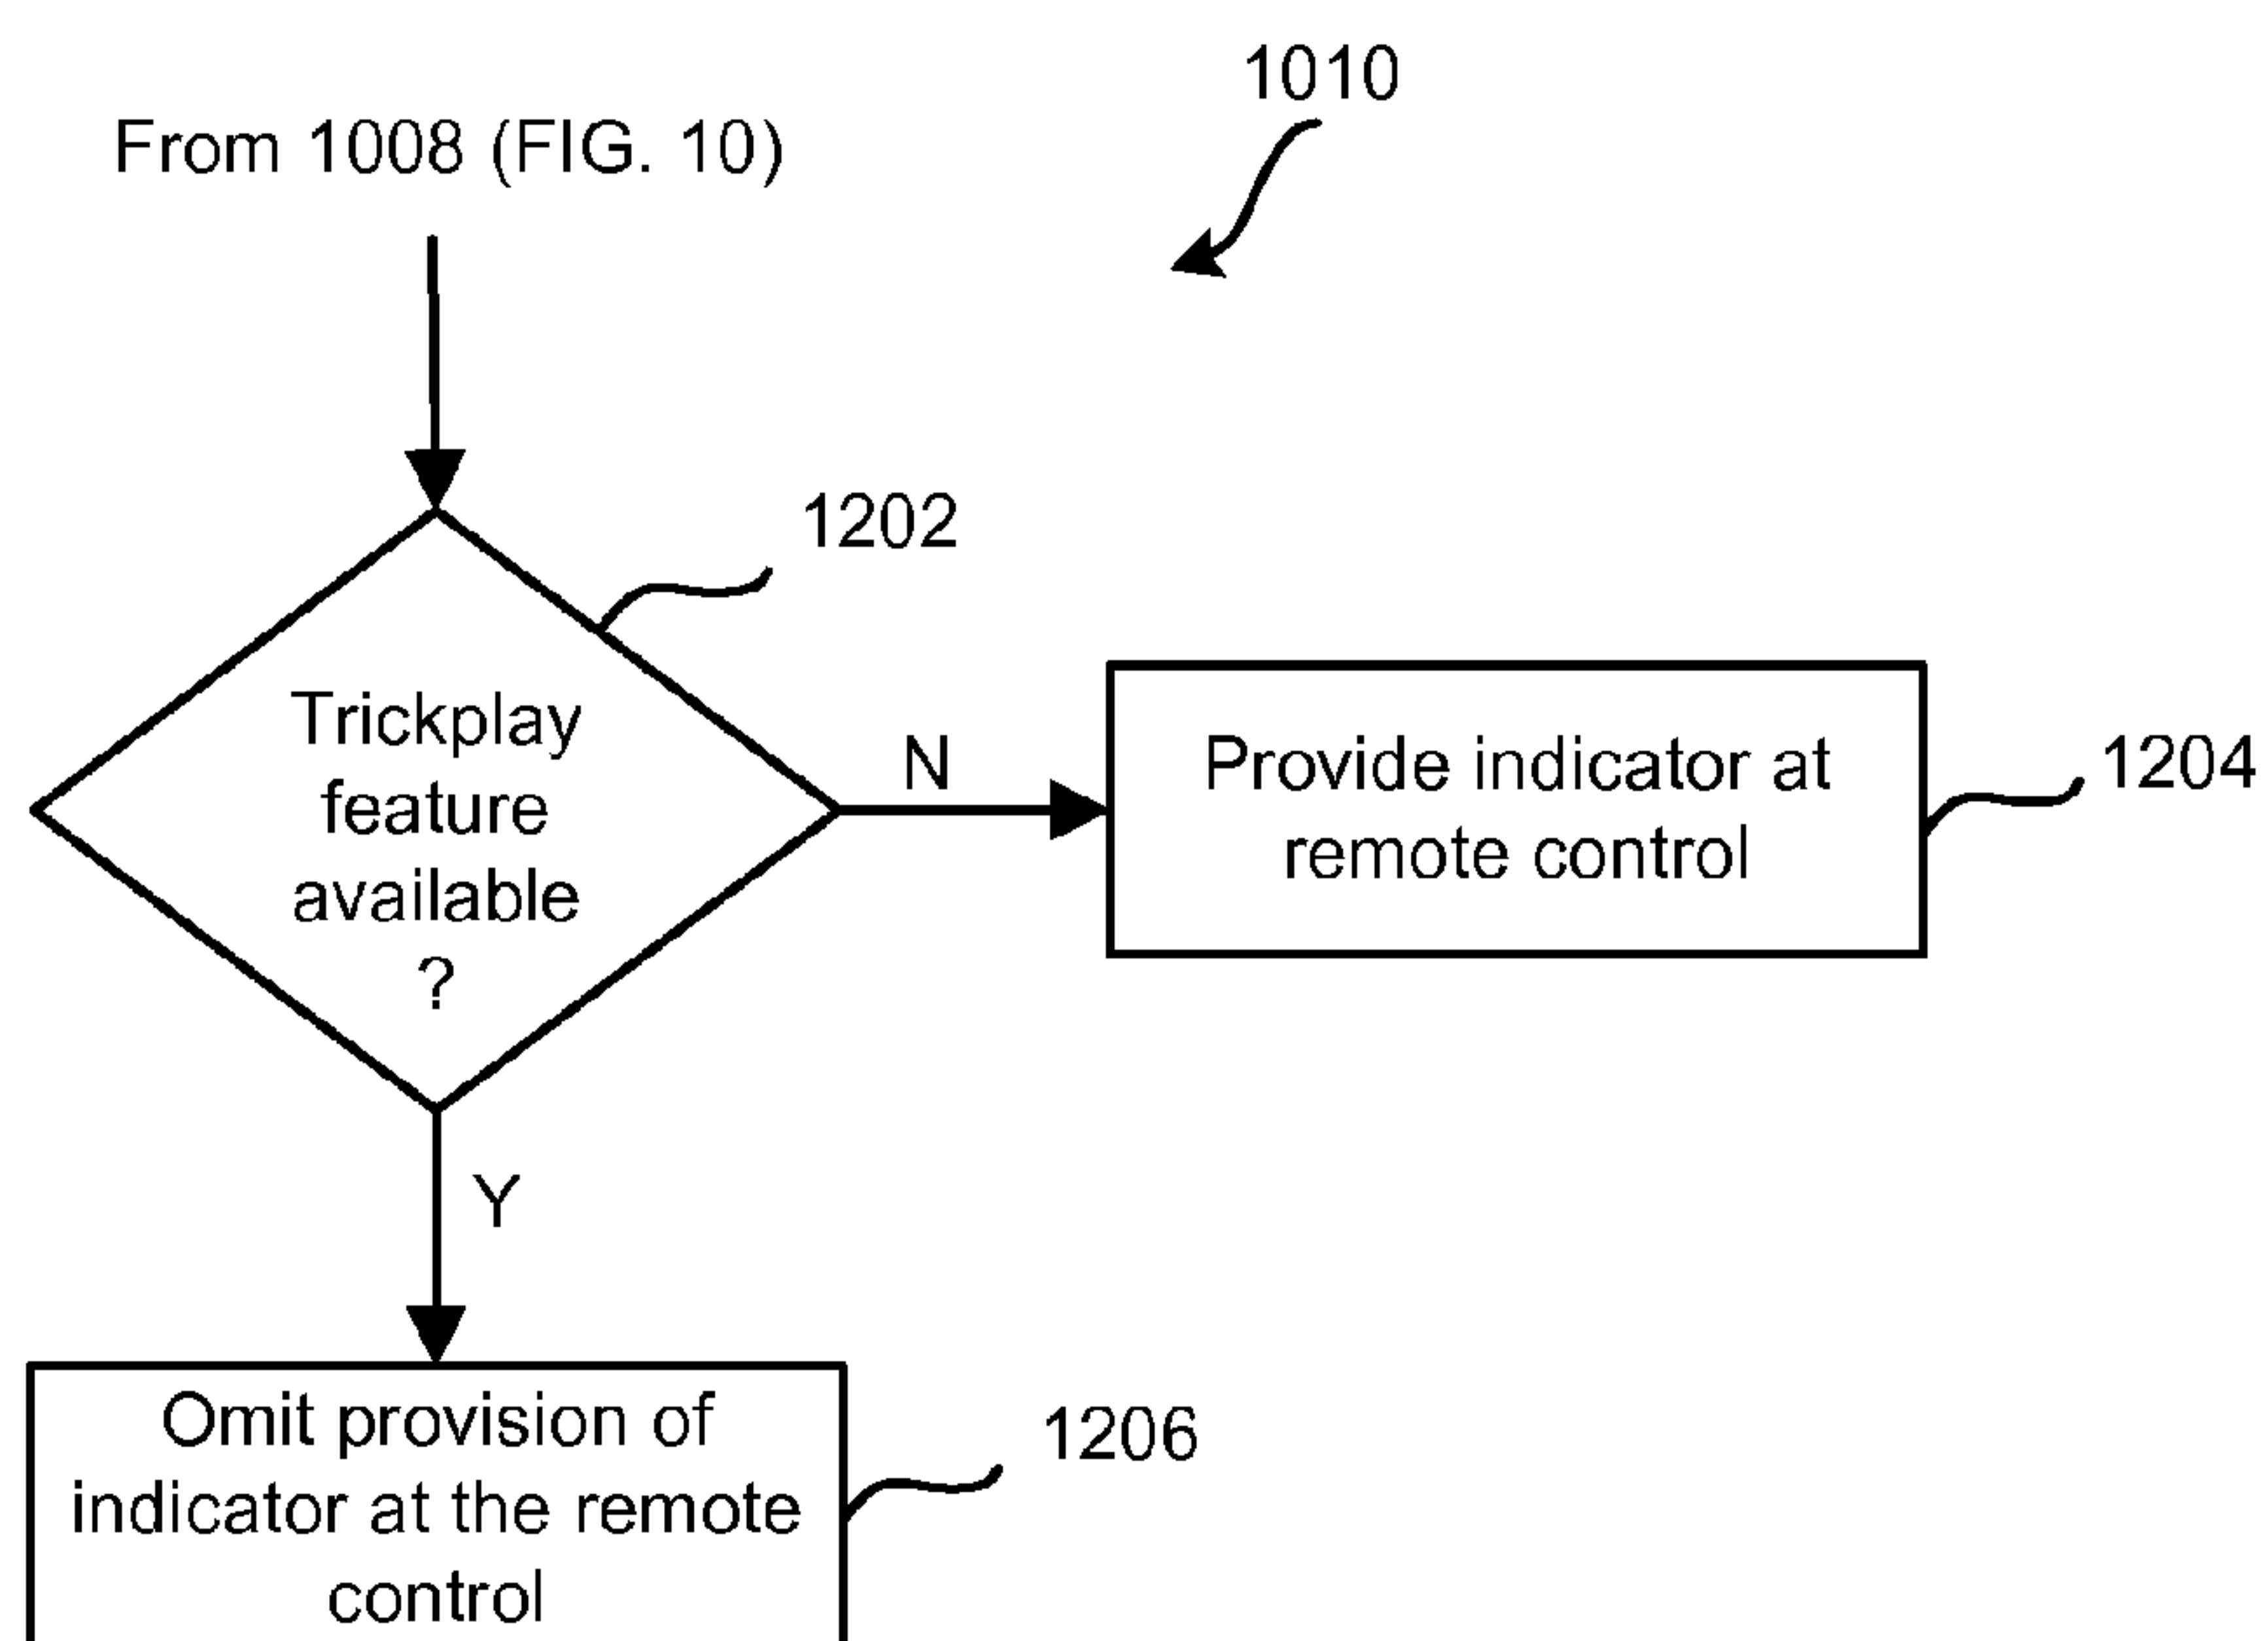 1010
From 1008 (FIG. 10)
1202
Trickplay
feature
available
?
N
Provide indicator at
remote control
1204
Y
Omit provision of
indicator at the remote
control
1206